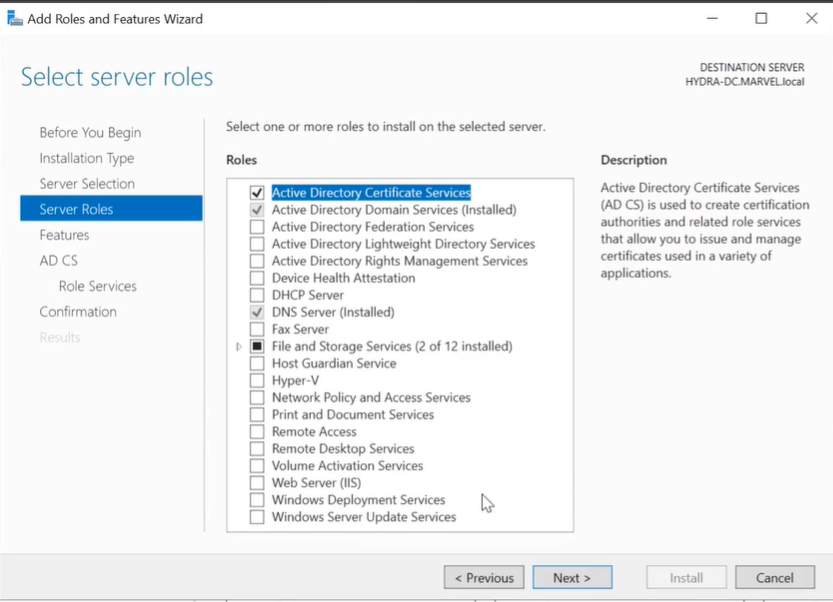 Add Roles and Features Wizard
Select server roles
DESTINATION SERVER
HYDRA-DC.MARVEL.local
Before You Begin
Installation Type
Server Selection
Server Roles
Features
AD CS
Role Services
Confirmation
Results
Select one or more roles to install on the selected server.
Roles
Active Directory Certificate Services
Active Directory Domain Services (Installed)
Active Directory Federation Services
Active Directory Lightweight Directory Services
Active Directory Rights Management Services
Device Health Attestation
DHCP Server
DNS Server (Installed)
Fax Server
File and Storage Services (2 of 12 installed)
Host Guardian Service
Hyper-V
Network Policy and Access Services
Print and Document Services
Remote Access
Remote Desktop Services
Volume Activation Services
Web Server (IIS)
Windows Deployment Services
Windows Server Update Services
Description
Active Directory Certificate Services
(AD CS) is used to create certification
authorities and related role services
that allow you to issue and manage
certificates used in a variety of
applications.
< Previous
Next >
Install
Cancel